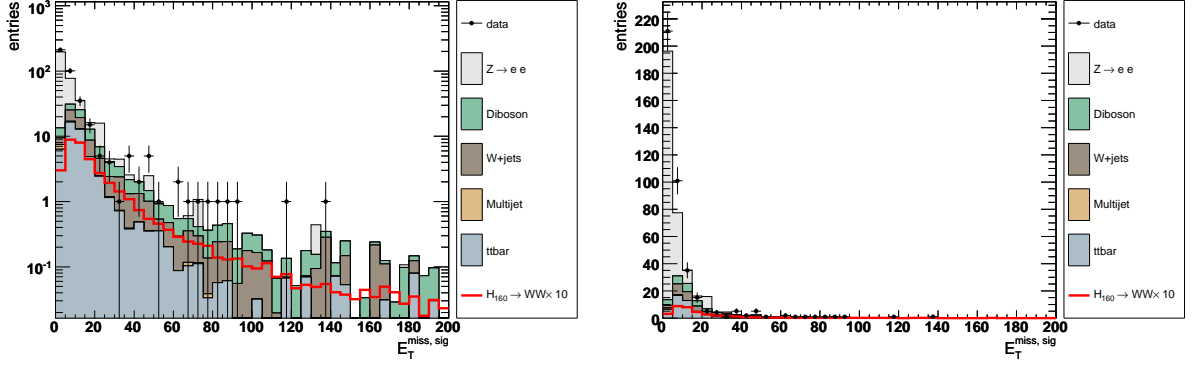 entries
10³
10²
10
1
10⁻¹
0 20 40 60 80 100 120 140 160 180 200
E_T^miss, sig
data
Z → e e
Diboson
W+jets
Multijet
ttbar
H₁₆₀ → WW× 10
entries
220
200
180
160
140
120
100
80
60
40
20
0
0 20 40 60 80 100 120 140 160 180 200
E_T^miss, sig
data
Z → e e
Diboson
W+jets
Multijet
ttbar
H₁₆₀ → WW× 10